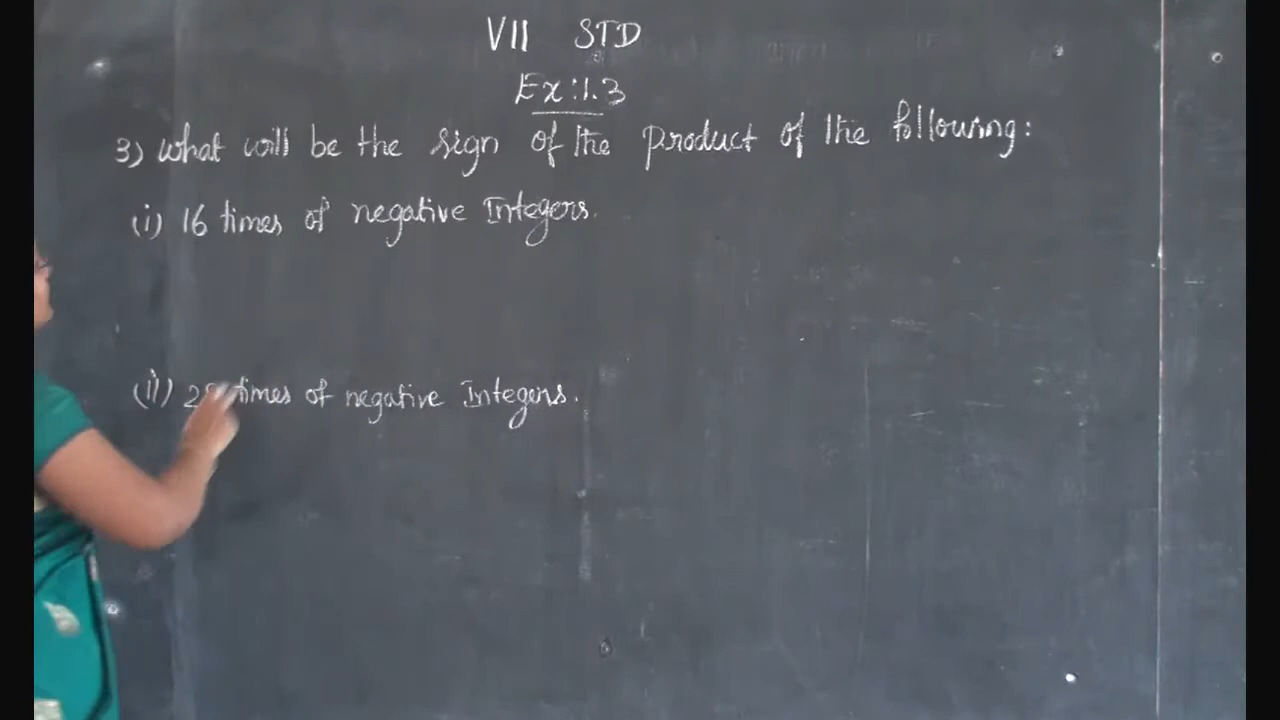 VII STD
Ex:1.3
3) what will be the sign of the product of the following:
(i) 16 times of negative Integers.
(ii) times of negative Integers.